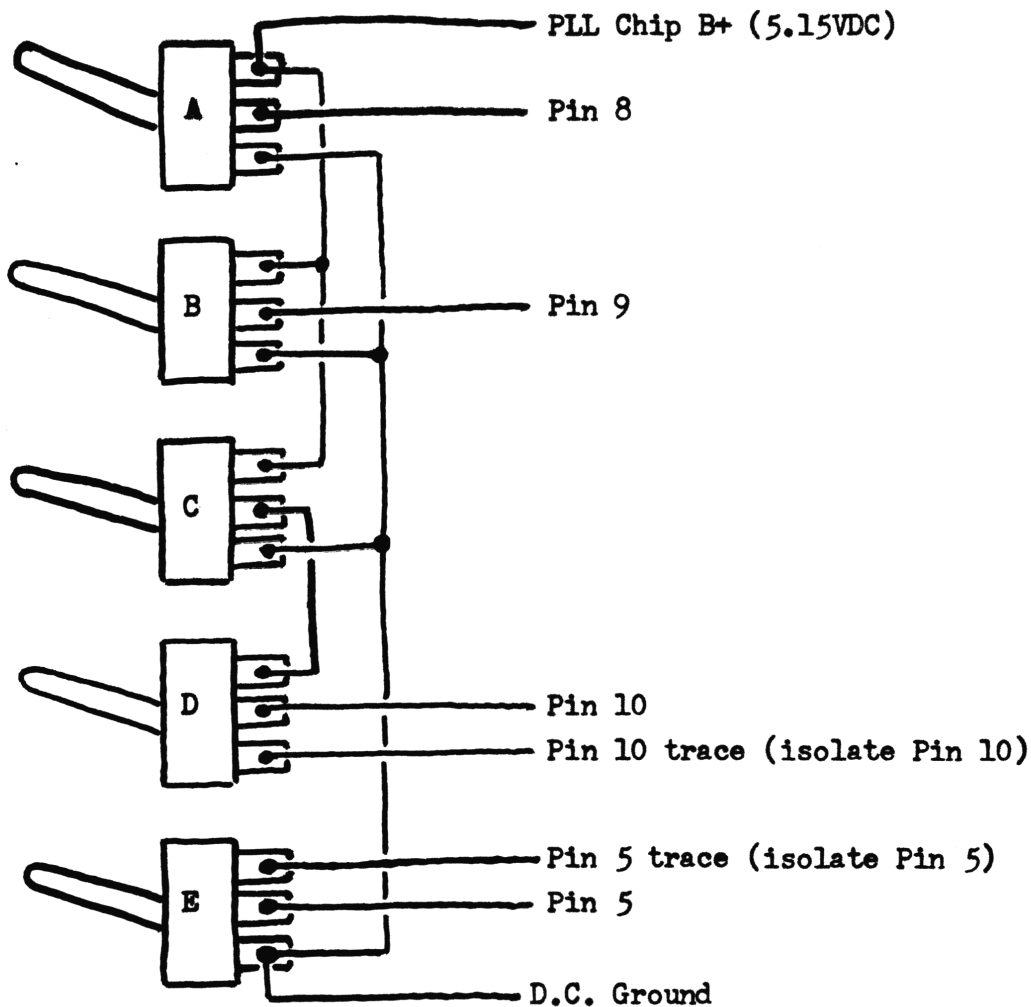 PLL Chip B+ (5.15VDC)
A
Pin 8
B
Pin 9
C
D
Pin 10
Pin 10 trace (isolate Pin 10)
Pin 5 trace (isolate Pin 5)
E
Pin 5
D.C. Ground